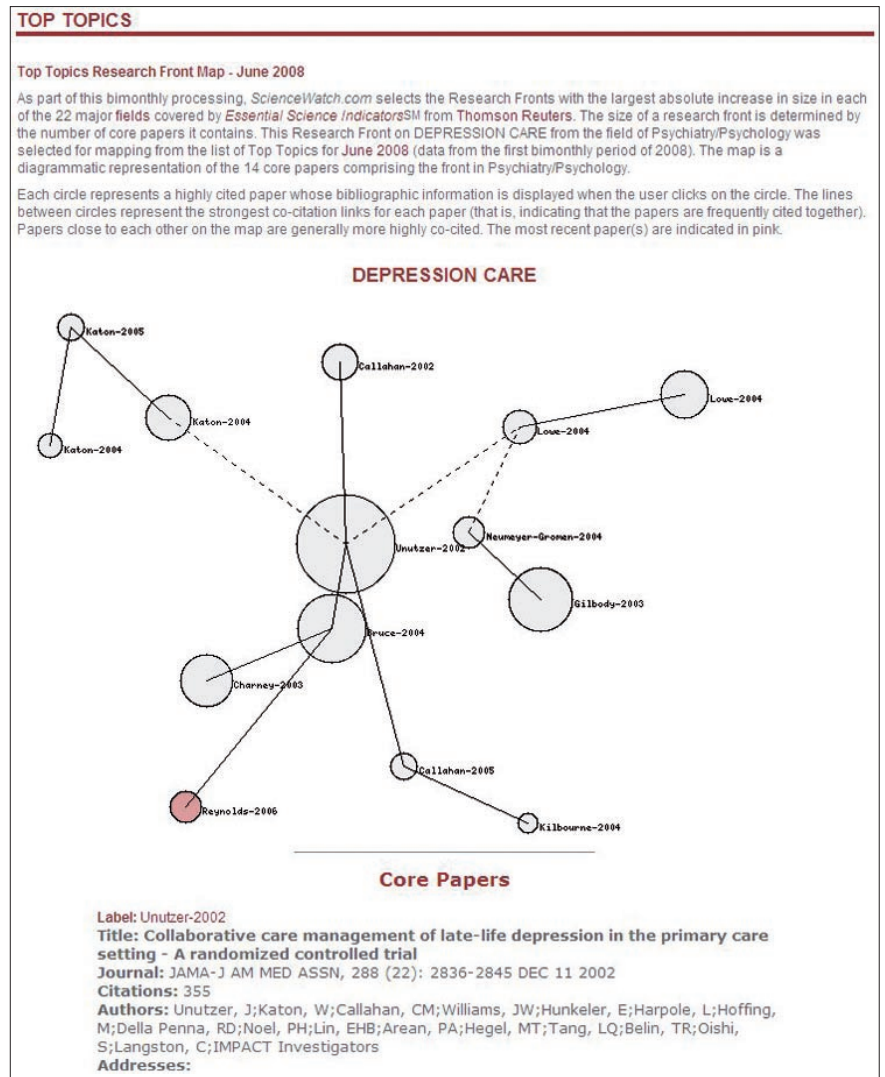 TOP TOPICS
Top Topics Research Front Map - June 2008
As part of this bimonthly processing, ScienceWatch.com selects the Research Fronts with the largest absolute increase in size in each
of the 22 major fields covered by Essential Science IndicatorsSM from Thomson Reuters. The size of a research front is determined by
the number of core papers it contains. This Research Front on DEPRESSION CARE from the field of Psychiatry/Psychology was
selected for mapping from the list of Top Topics for June 2008 (data from the first bimonthly period of 2008). The map is a
diagrammatic representation of the 14 core papers comprising the front in Psychiatry/Psychology.
Each circle represents a highly cited paper whose bibliographic information is displayed when the user clicks on the circle. The lines
between circles represent the strongest co-citation links for each paper (that is, indicating that the papers are frequently cited together).
Papers close to each other on the map are generally more highly co-cited. The most recent paper(s) are indicated in pink.
DEPRESSION CARE
Katon-2005
Callahan-2002
Lowe-2004
Katon-2004
Lowe-2004
Katon-2004
Neumeyer-Gromen-2004
Unutzer-2002
Gilbody-2003
Bruce-2004
Charney-2003
Callahan-2005
Reynolds-2006
Kilbourne-2004
Core Papers
Label: Unutzer-2002
Title: Collaborative care management of late-life depression in the primary care
setting - A randomized controlled trial
Journal: JAMA-J AM MED ASSN, 288 (22): 2836-2845 DEC 11 2002
Citations: 355
Authors: Unutzer, J;Katon, W;Callahan, CM;Williams, JW;Hunkeler, E;Harpole, L;Hoffing,
M;Della Penna, RD;Noel, PH;Lin, EHB;Arean, PA;Hegel, MT;Tang, LQ;Belin, TR;Oishi,
S;Langston, C;IMPACT Investigators
Addresses: